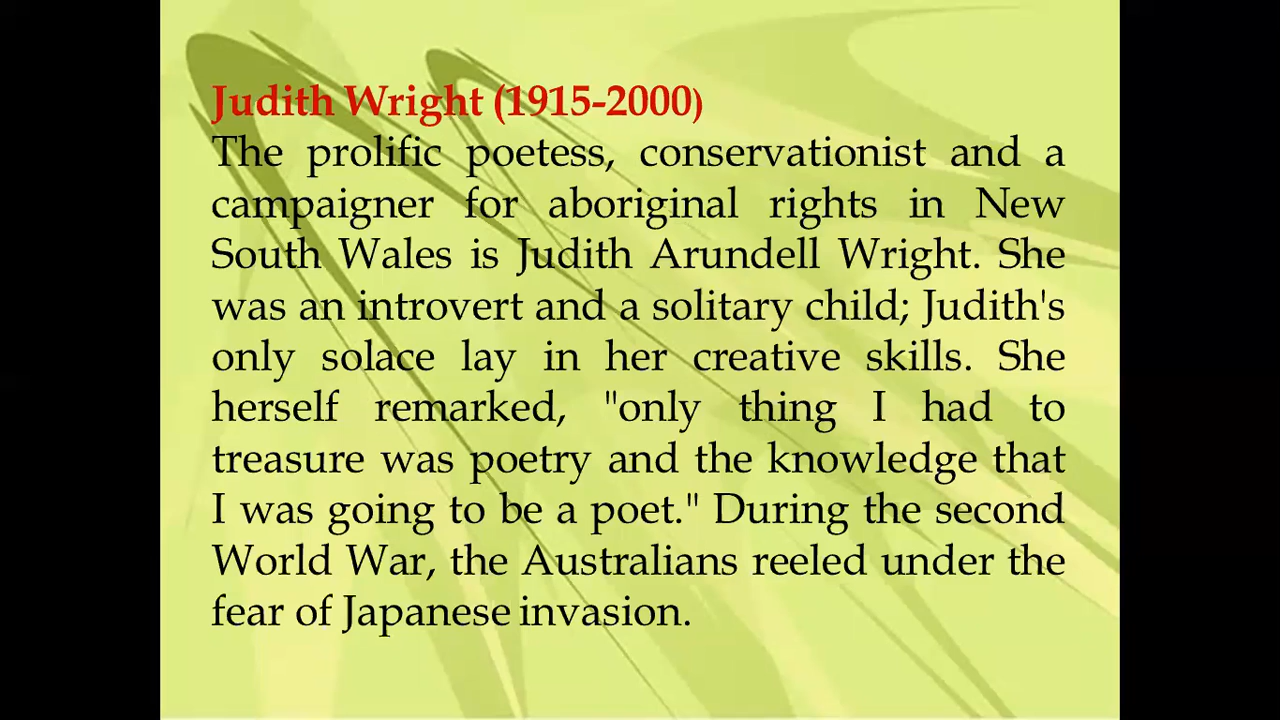 Judith Wright (1915-2000)
The prolific poetess, conservationist and a
campaigner for aboriginal rights in New
South Wales is Judith Arundell Wright. She
was an introvert and a solitary child; Judith's
only solace lay in her creative skills. She
herself remarked, "only thing I had to
treasure was poetry and the knowledge that
I was going to be a poet." During the second
World War, the Australians reeled under the
fear of Japanese invasion.